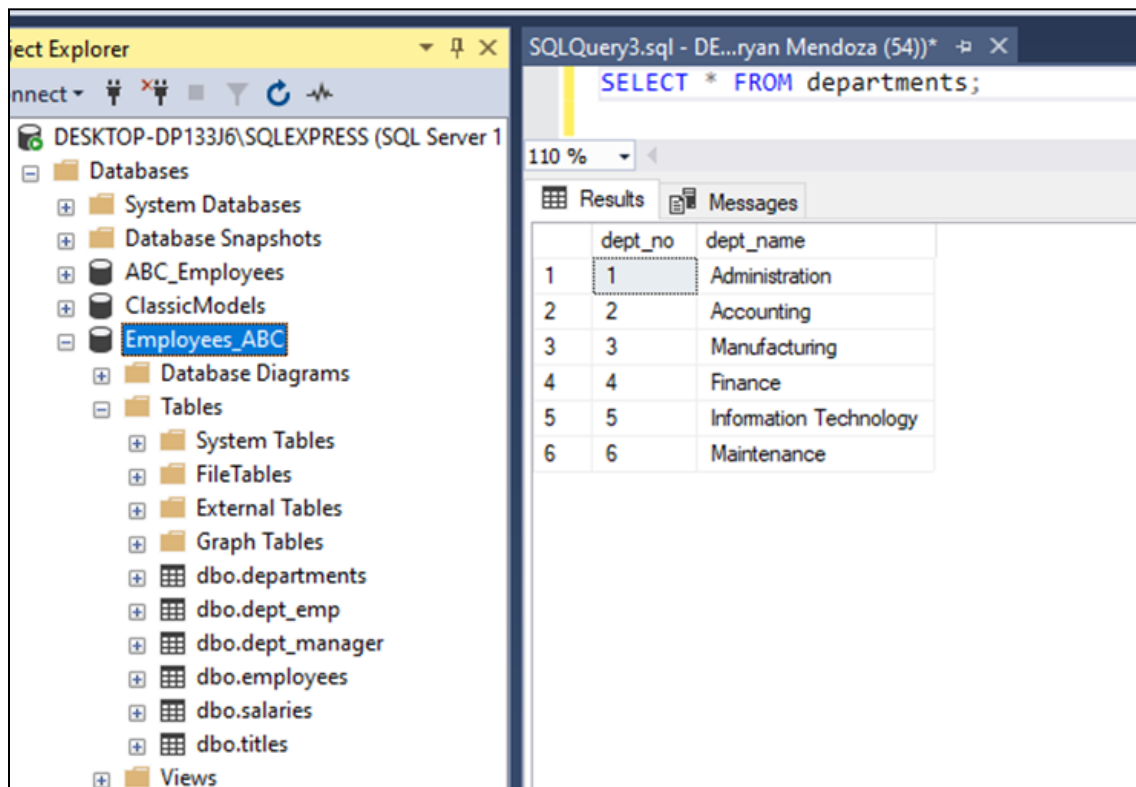 ject Explorer
nnect
DESKTOP-DP133J6\SQLEXPRESS (SQL Server 1
Databases
System Databases
Database Snapshots
ABC_Employees
ClassicModels
Employees_ABC
Database Diagrams
Tables
System Tables
FileTables
External Tables
Graph Tables
dbo.departments
dbo.dept_emp
dbo.dept_manager
dbo.employees
dbo.salaries
dbo.titles
Views
SQLQuery3.sql - DE...ryan Mendoza (54))*
SELECT * FROM departments;
110 %
Results Messages
dept_no dept_name
1 1 Administration
2 2 Accounting
3 3 Manufacturing
4 4 Finance
5 5 Information Technology
6 6 Maintenance